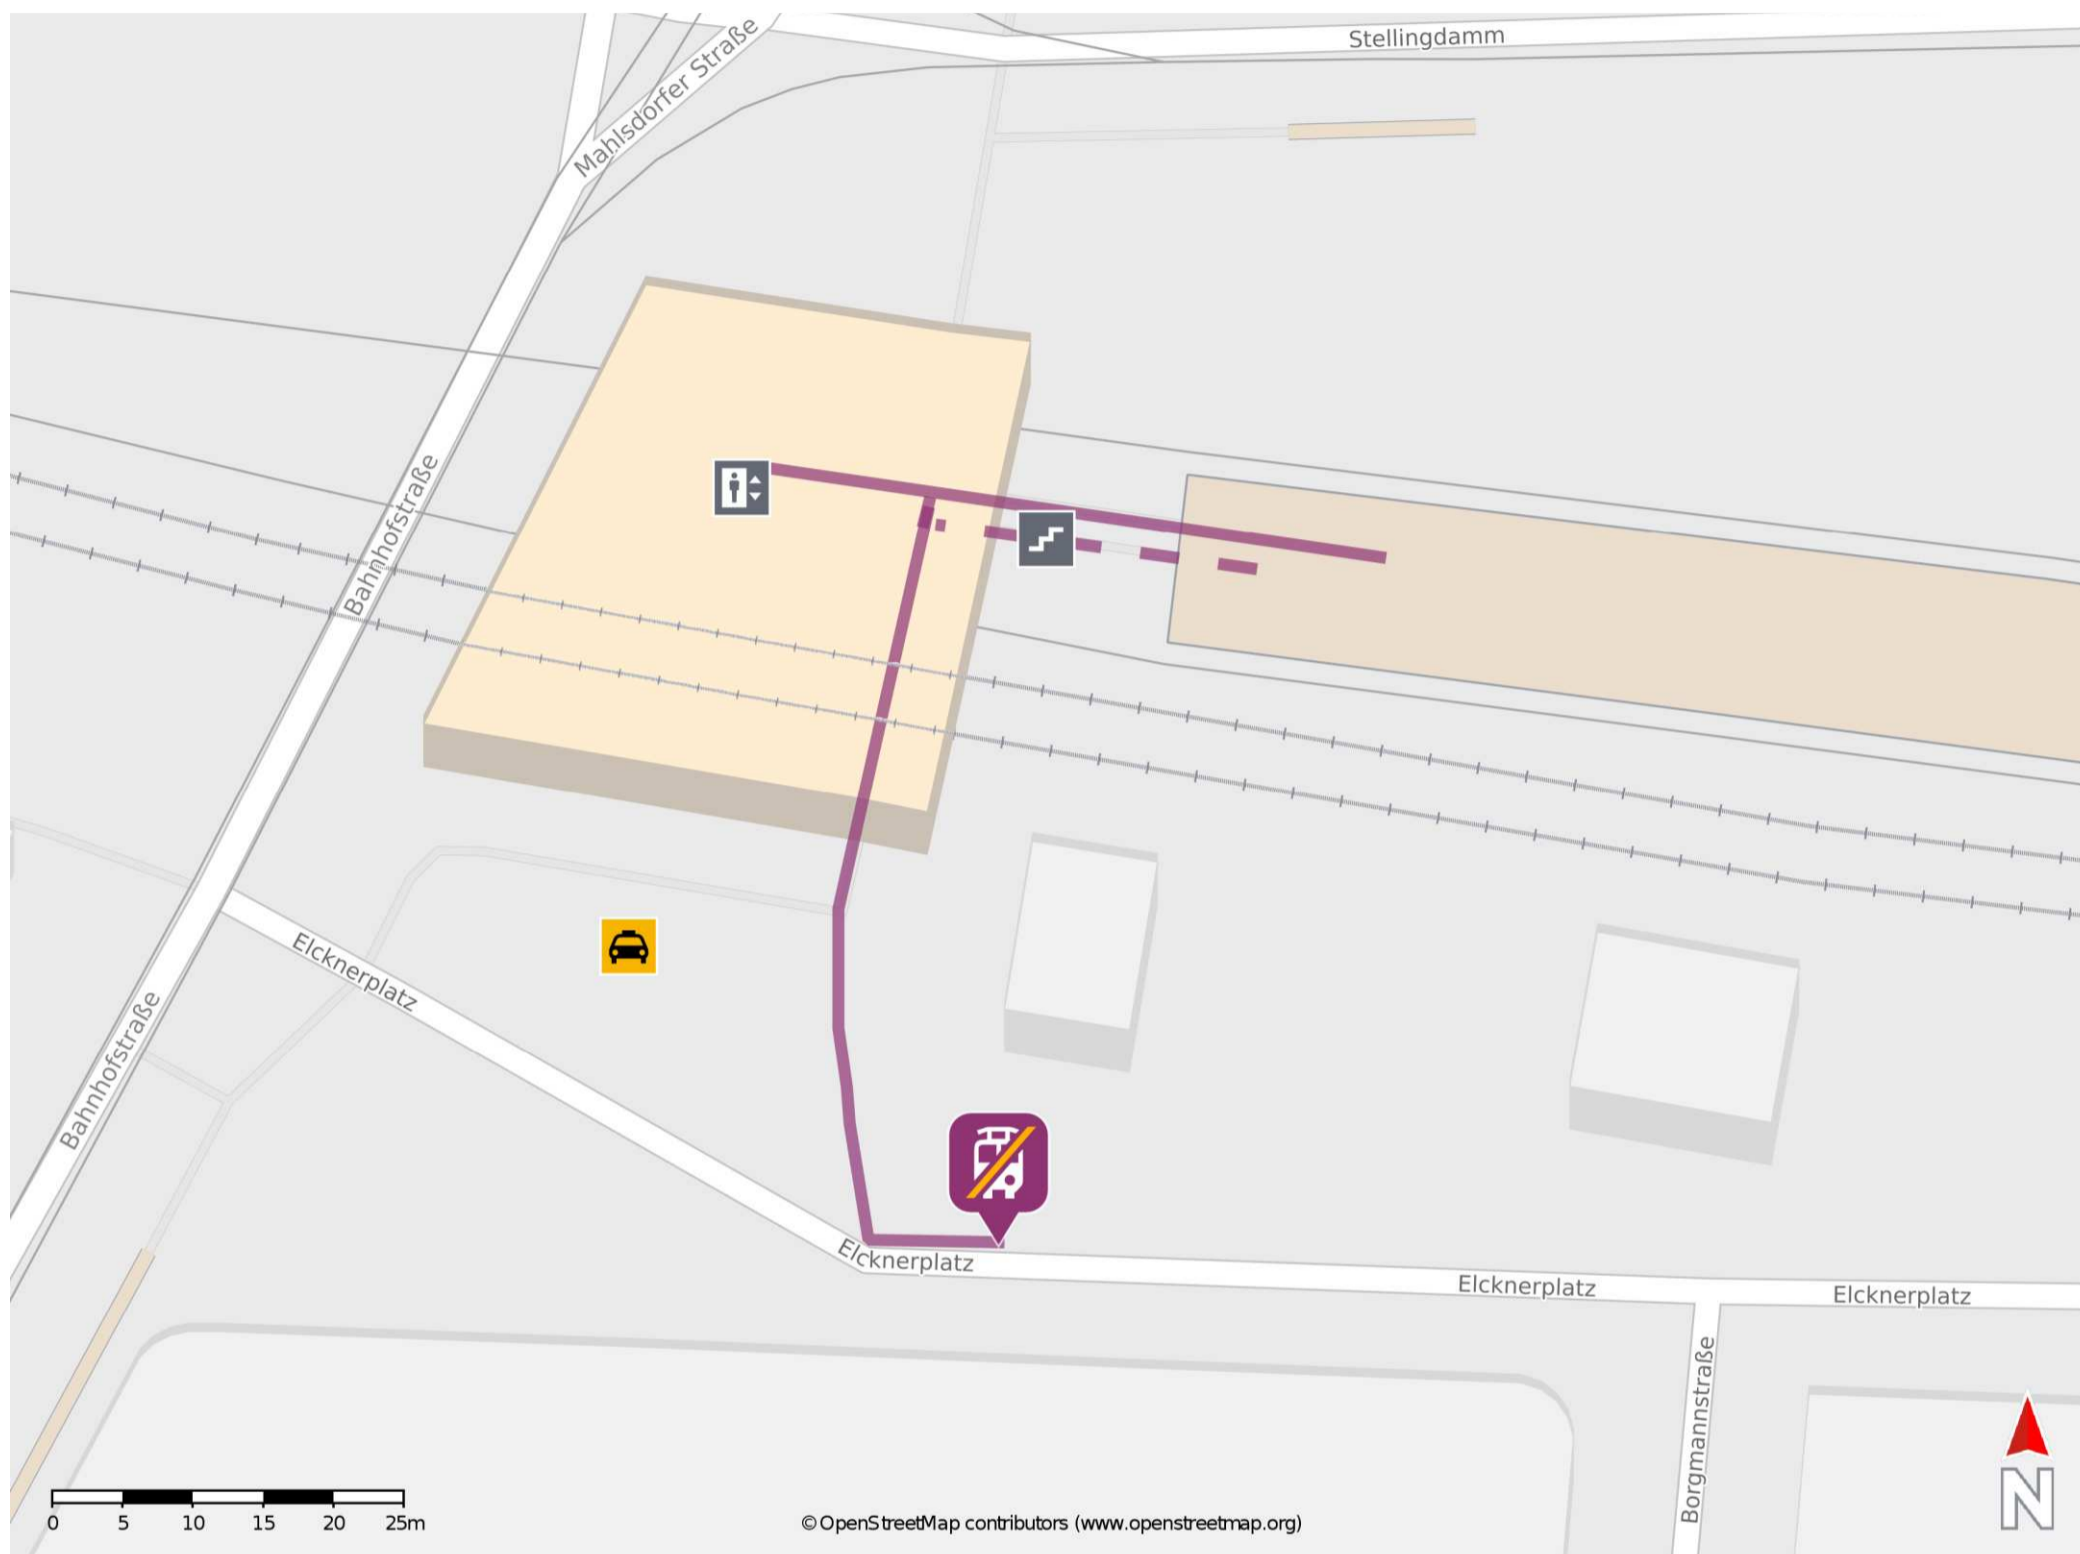 Stellingdamm
Mahlsdorfer Straße
Bahnhofstraße
Elcknerplatz
Bahnhofstraße
Elcknerplatz
Elcknerplatz
Elcknerplatz
Borgmannstraße
0 5 10 15 20 25m
©OpenStreetMap contributors (www.openstreetmap.org)
N